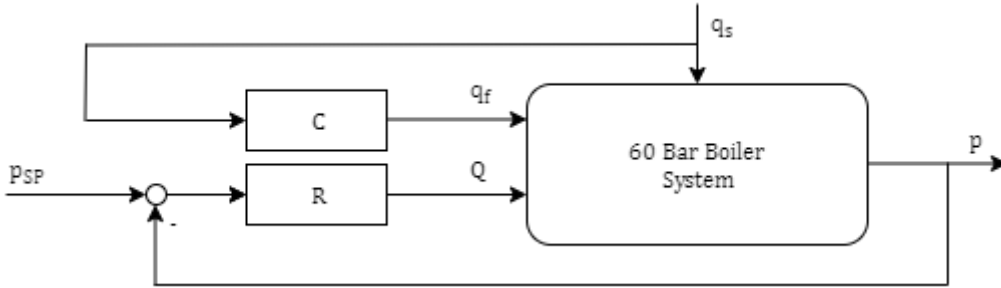 q_s
q_f
C
60 Bar Boiler
System
p
p_SP
Q
R
-